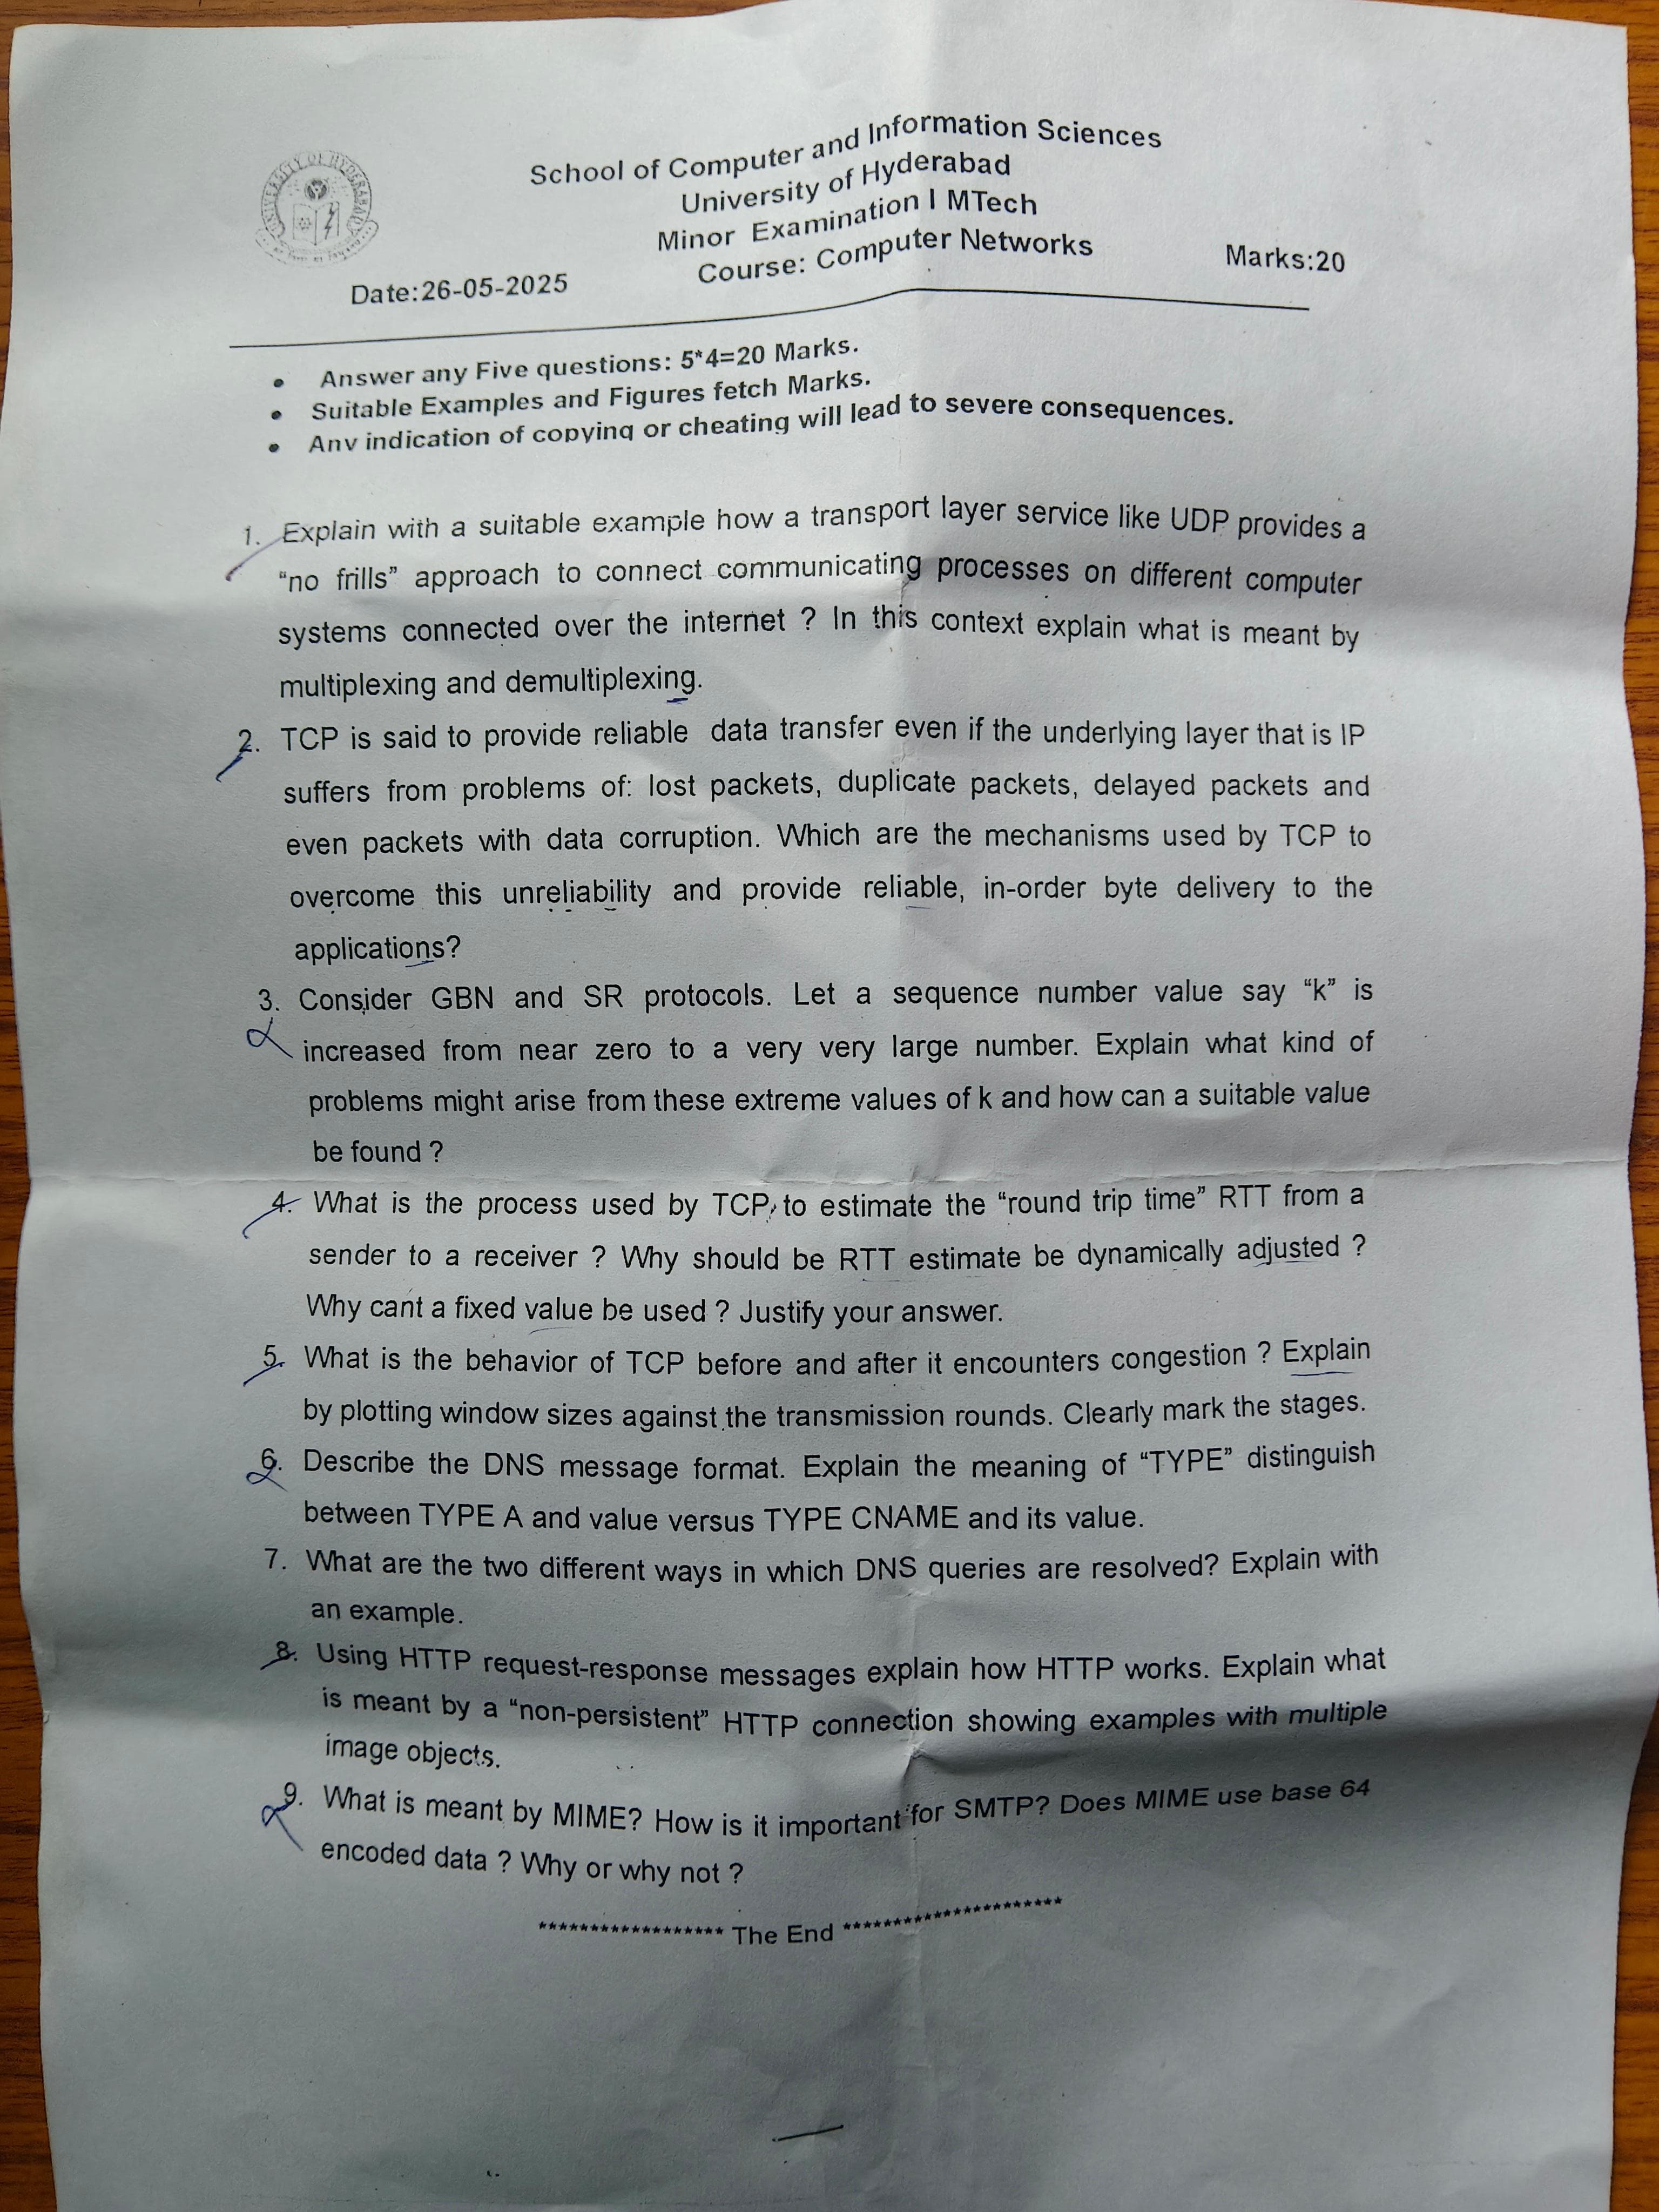 UNIVERSITY OF HYDERABAD
School of Computer and Information Sciences
University of Hyderabad
Minor Examination I MTech
Course: Computer Networks
Marks:20
Date:26-05-2025
• Answer any Five questions: 5*4=20 Marks.
• Suitable Examples and Figures fetch Marks.
• Any indication of copying or cheating will lead to severe consequences.
1. Explain with a suitable example how a transport layer service like UDP provides a
“no frills” approach to connect communicating processes on different computer
systems connected over the internet ? In this context explain what is meant by
multiplexing and demultiplexing.
2. TCP is said to provide reliable data transfer even if the underlying layer that is IP
suffers from problems of: lost packets, duplicate packets, delayed packets and
even packets with data corruption. Which are the mechanisms used by TCP to
overcome this unreliability and provide reliable, in-order byte delivery to the
applications?
3. Consider GBN and SR protocols. Let a sequence number value say “k” is
increased from near zero to a very very large number. Explain what kind of
problems might arise from these extreme values of k and how can a suitable value
be found ?
4. What is the process used by TCP, to estimate the “round trip time” RTT from a
sender to a receiver ? Why should be RTT estimate be dynamically adjusted ?
Why cant a fixed value be used ? Justify your answer.
5. What is the behavior of TCP before and after it encounters congestion ? Explain
by plotting window sizes against the transmission rounds. Clearly mark the stages.
6. Describe the DNS message format. Explain the meaning of “TYPE” distinguish
between TYPE A and value versus TYPE CNAME and its value.
7. What are the two different ways in which DNS queries are resolved? Explain with
an example.
8. Using HTTP request-response messages explain how HTTP works. Explain what
is meant by a “non-persistent” HTTP connection showing examples with multiple
image objects.
9. What is meant by MIME? How is it important for SMTP? Does MIME use base 64
encoded data ? Why or why not ?
****************** The End **********************